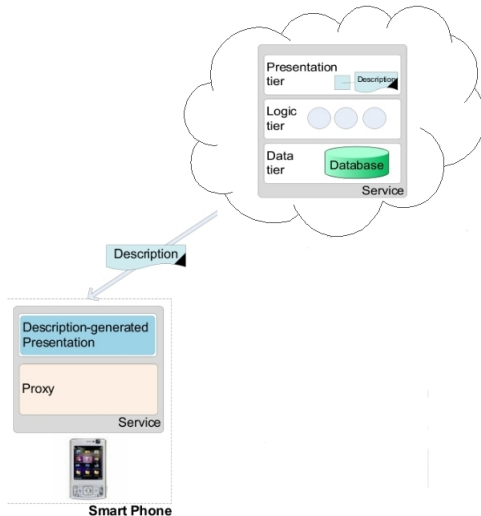 Presentation
tier
Description
Logic
tier
Data
tier
Database
Service
Description
Description-generated
Presentation
Proxy
Service
Smart Phone